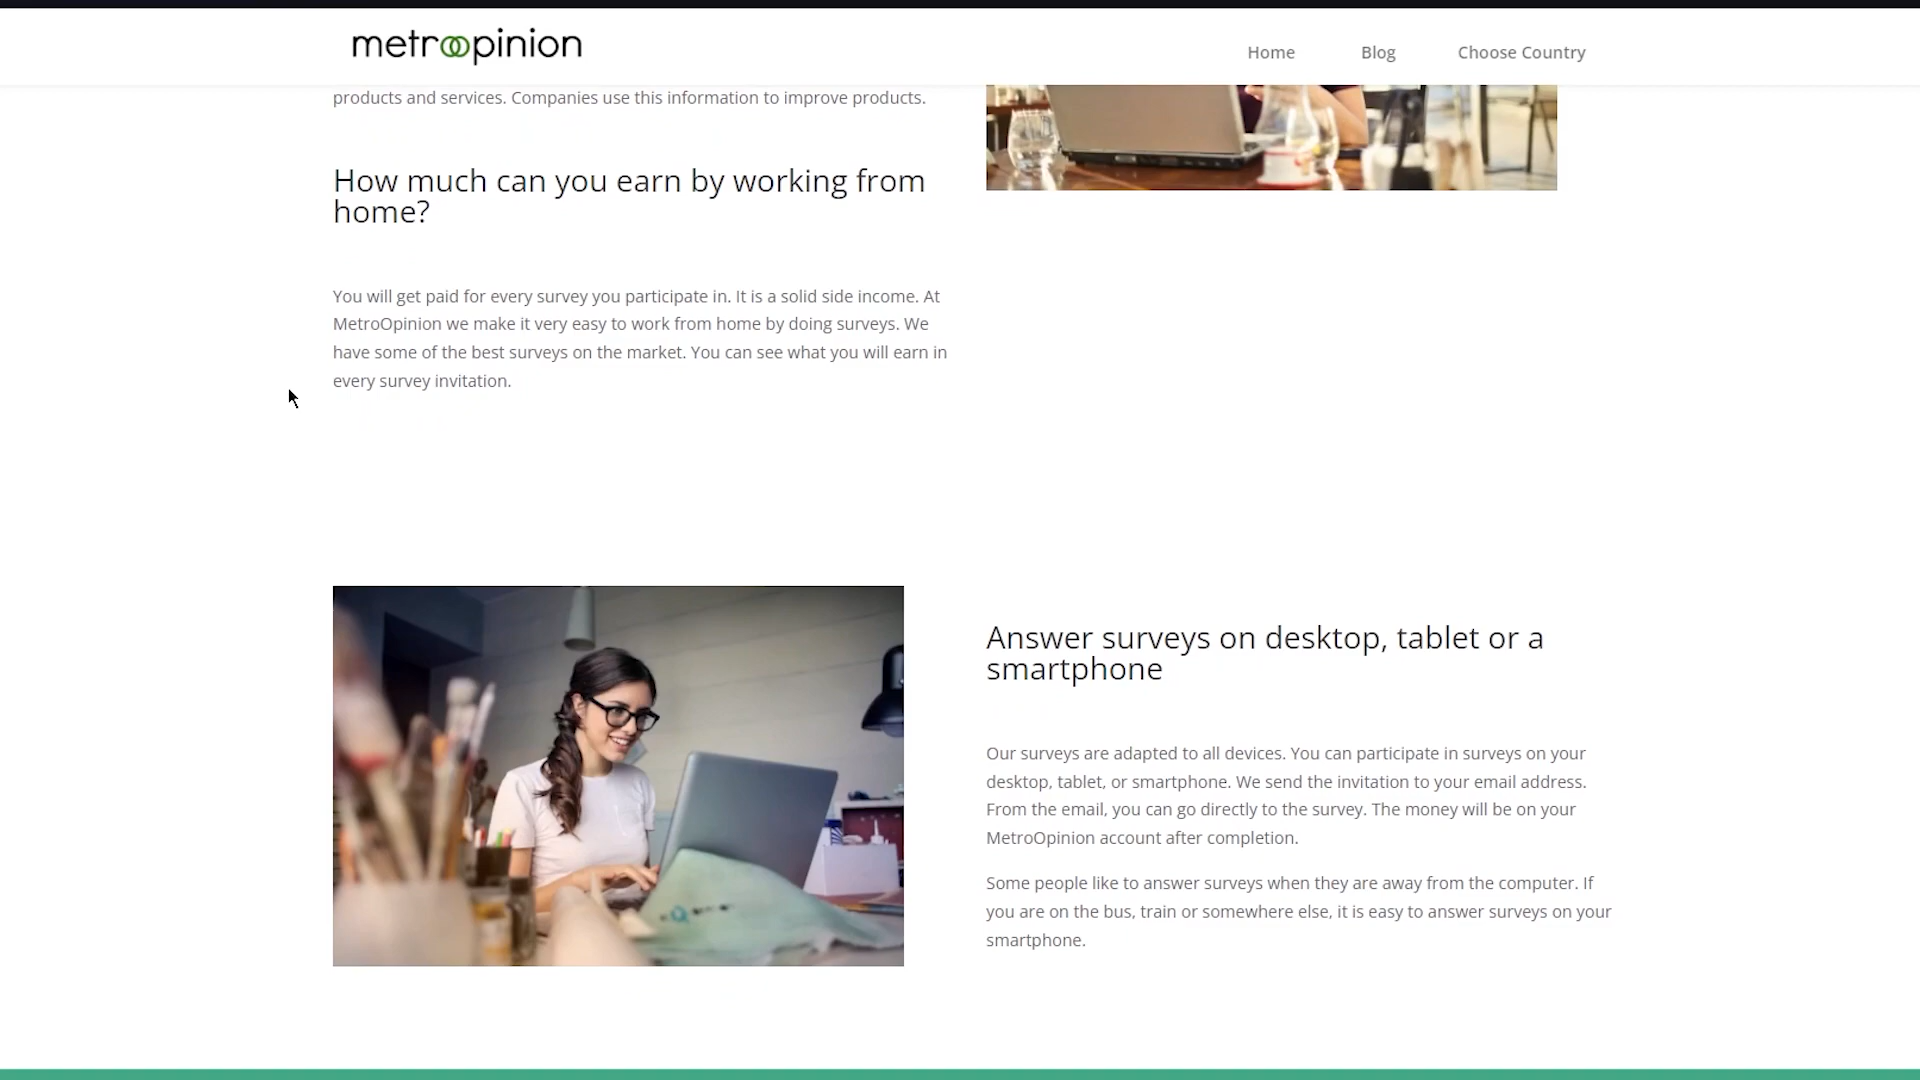 metroopinion
Home
Blog
Choose Country
products and services. Companies use this information to improve products.
How much can you earn by working from
home?
You will get paid for every survey you participate in. It is a solid side income. At
MetroOpinion we make it very easy to work from home by doing surveys. We
have some of the best surveys on the market. You can see what you will earn in
every survey invitation.
Answer surveys on desktop, tablet or a
smartphone
Our surveys are adapted to all devices. You can participate in surveys on your
desktop, tablet, or smartphone. We send the invitation to your email address.
From the email, you can go directly to the survey. The money will be on your
MetroOpinion account after completion.
Some people like to answer surveys when they are away from the computer. If
you are on the bus, train or somewhere else, it is easy to answer surveys on your
smartphone.